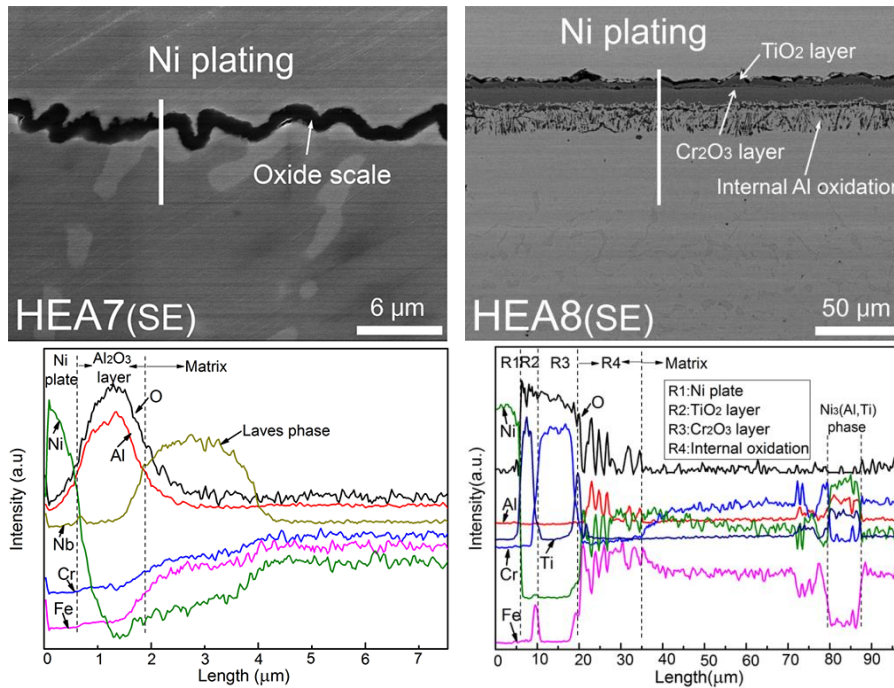 Ni plating
Oxide scale
HEA7(SE)
6 μm
Ni plating
TiO2 layer
Cr2O3 layer
Internal Al oxidation
HEA8(SE)
50 μm
Ni
plate
Al2O3
layer
Matrix
O
Ni
Al
Laves phase
Nb
Cr
Fe
Intensity (a.u)
0 1 2 3 4 5 6 7
Length (μm)
R1 R2 R3 R4 Matrix
R1:Ni plate
R2:TiO2 layer
R3:Cr2O3 layer
R4:Internal oxidation
Ni3(Al,Ti)
phase
O
Ni
Al
Cr
Ti
Fe
Intensity(a.u.)
0 10 20 30 40 50 60 70 80 90
Length(μm)